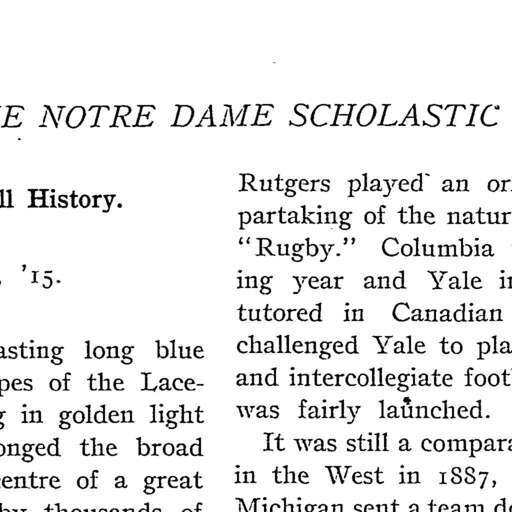 E NOTRE DAME SCHOLASTIC
ll History.
, '15.
asting long blue
pes of the Lace-
g in golden light
onged the broad
entre of a great
by thousands of
Rutgers played an or
partaking of the natur
"Rugby." Columbia
ing year and Yale i
tutored in Canadian
challenged Yale to pla
and intercollegiate foot
was fairly launched.
It was still a compara
in the West in 1887,
Michigan sent a team d